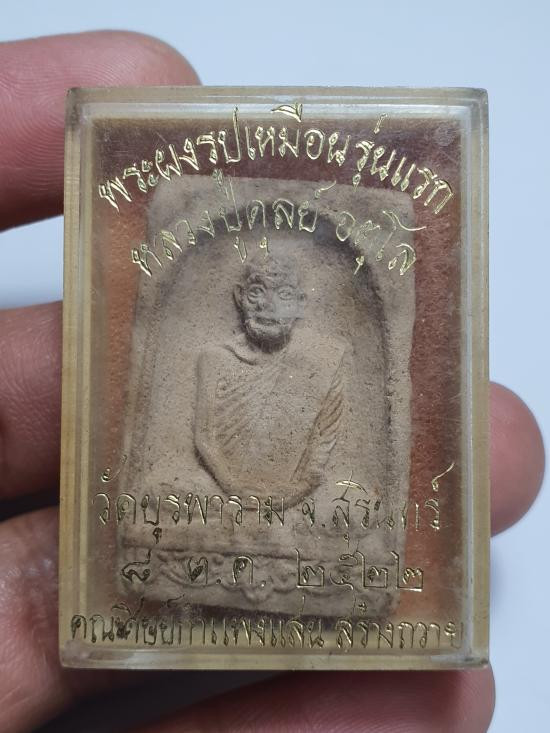 พระผงรูปเหมือนรุ่นแรก
หลวงปู่ดุลย์ อตุโล
วัดบูรพาราม จ.สุรินทร์
๘ ต.ค. ๒๕๒๒
คณะศิษย์กำแพงแสน สร้างถวาย